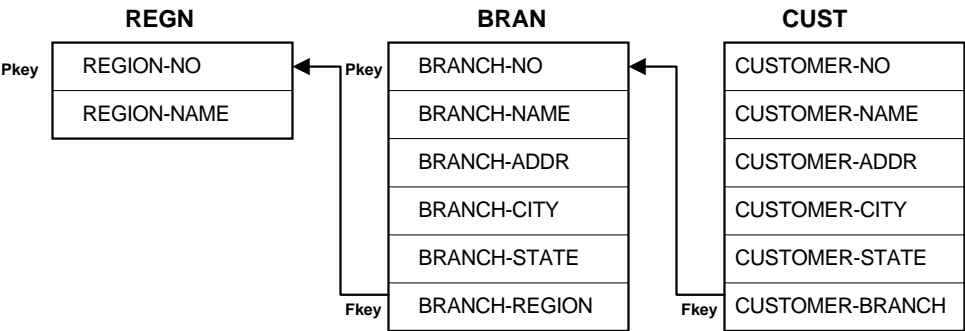 REGN BRAN CUST
Pkey REGION-NO Pkey BRANCH-NO CUSTOMER-NO
REGION-NAME BRANCH-NAME CUSTOMER-NAME
BRANCH-ADDR CUSTOMER-ADDR
BRANCH-CITY CUSTOMER-CITY
BRANCH-STATE CUSTOMER-STATE
Fkey BRANCH-REGION Fkey CUSTOMER-BRANCH